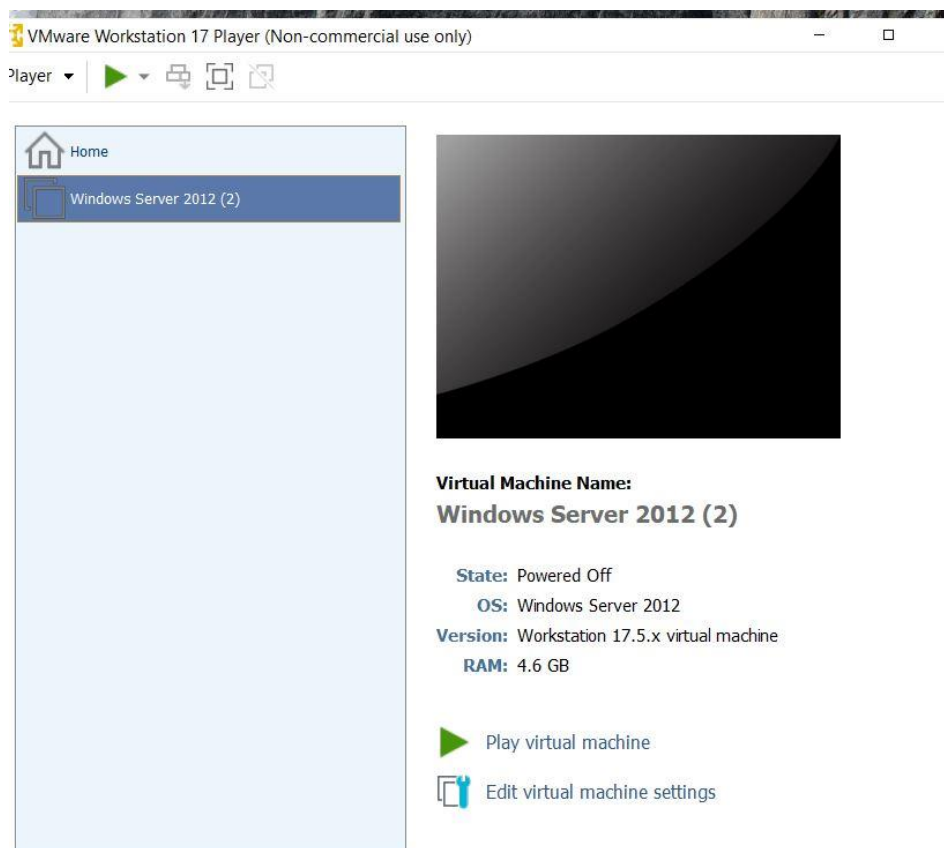 VMware Workstation 17 Player (Non-commercial use only)
Player
Home
Windows Server 2012 (2)
Virtual Machine Name:
Windows Server 2012 (2)
State: Powered Off
OS: Windows Server 2012
Version: Workstation 17.5.x virtual machine
RAM: 4.6 GB
Play virtual machine
Edit virtual machine settings